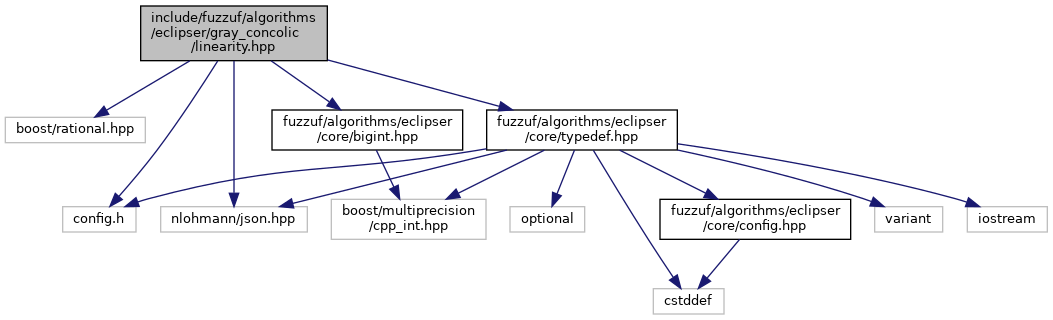 include/fuzzuf/algorithms
/eclipser/gray_concolic
/linearity.hpp
boost/rational.hpp
fuzzuf/algorithms/eclipser
/core/bigint.hpp
fuzzuf/algorithms/eclipser
/core/typedef.hpp
config.h
nlohmann/json.hpp
boost/multiprecision
/cpp_int.hpp
optional
fuzzuf/algorithms/eclipser
/core/config.hpp
variant
iostream
cstddef